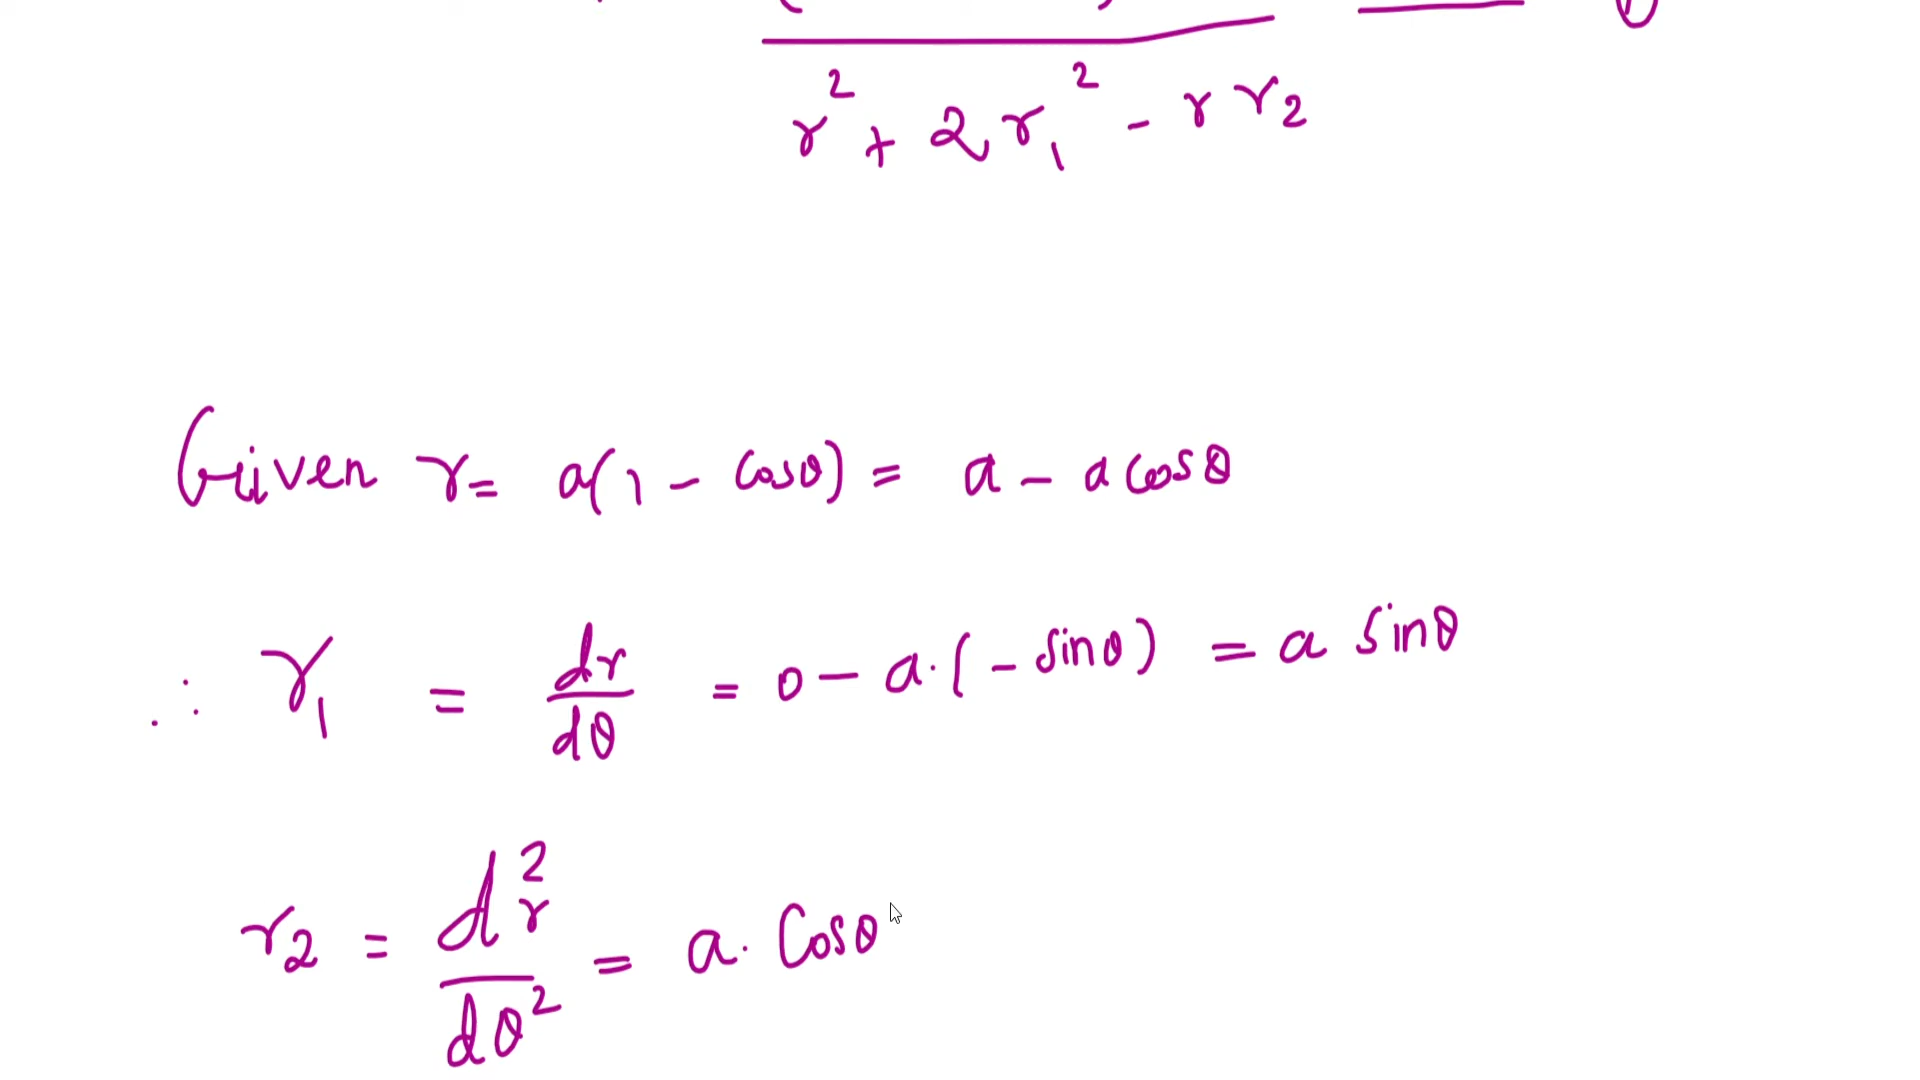 r² + 2r₁² - r r₂
Given r = a(1 - Cosθ) = a - a Cosθ
∴ r₁ = dr/dθ = 0 - a.(- Sinθ) = a Sinθ
r₂ = d²r/dθ² = a. Cosθ